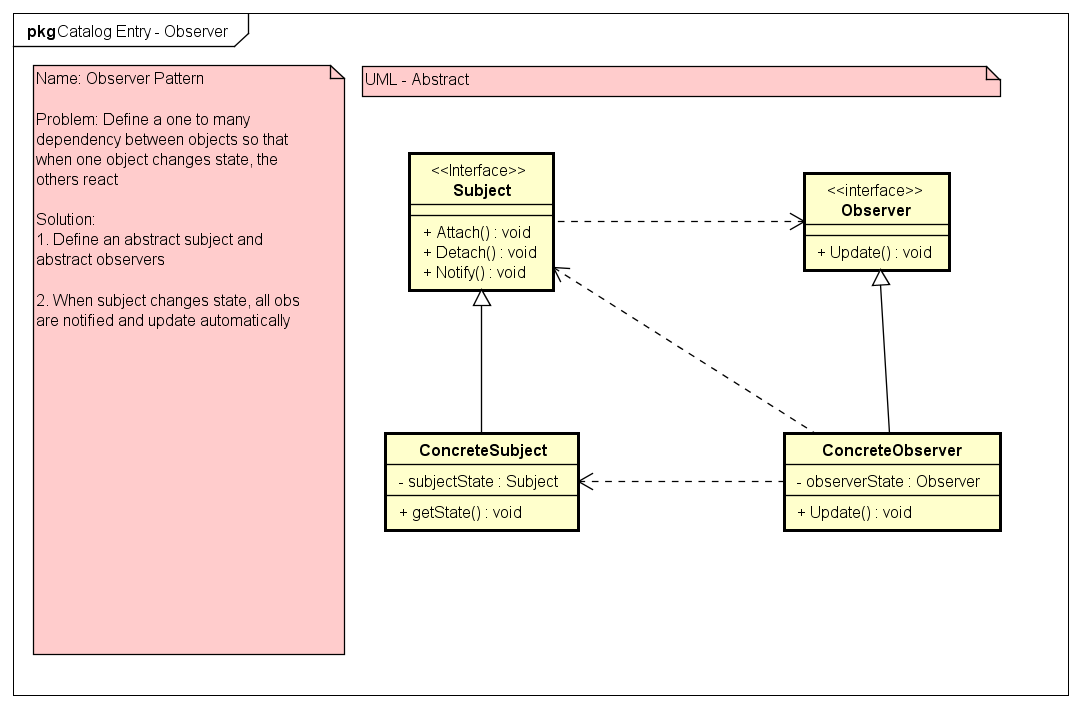 pkg Catalog Entry - Observer
Name: Observer Pattern
Problem: Define a one to many
dependency between objects so that
when one object changes state, the
others react
Solution:
1. Define an abstract subject and
abstract observers
2. When subject changes state, all obs
are notified and update automatically
UML - Abstract
<<Interface>>
Subject
+ Attach() : void
+ Detach() : void
+ Notify() : void
<<interface>>
Observer
+ Update() : void
ConcreteSubject
- subjectState : Subject
+ getState() : void
ConcreteObserver
- observerState : Observer
+ Update() : void